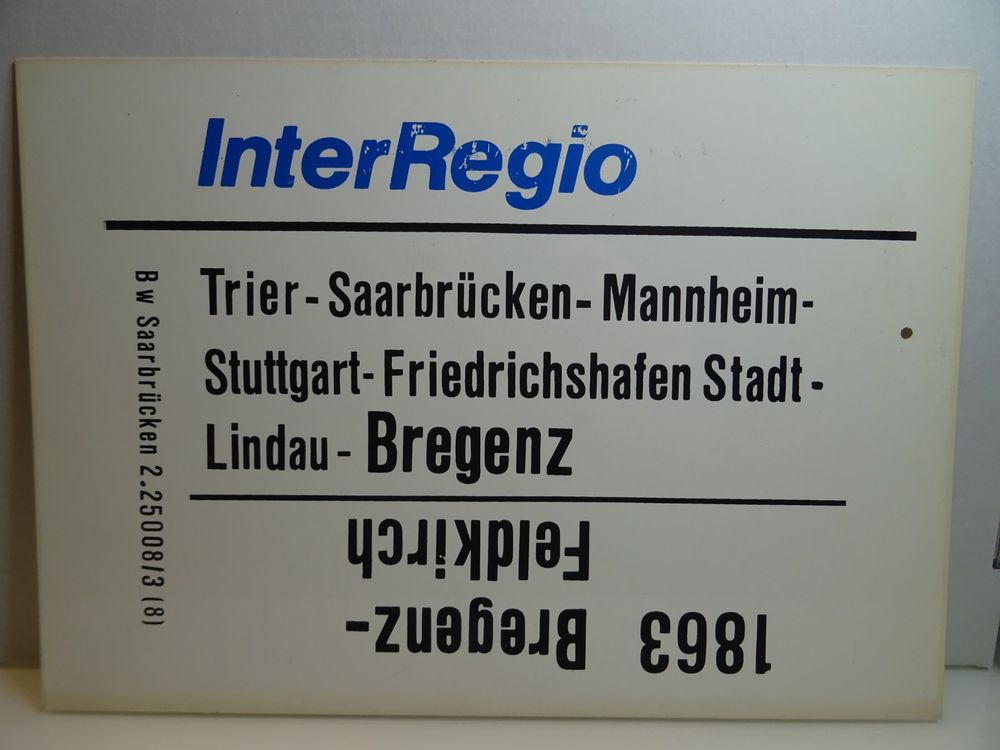 InterRegio
Trier - Saarbrücken - Mannheim -
Stuttgart - Friedrichshafen Stadt -
Lindau - Bregenz
Bw Saarbrücken 2.25008/3 (8)
1863 Bregenz-
Feldkirch